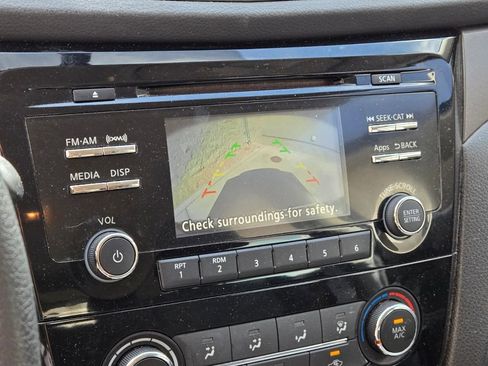 SCAN
FM·AM
SEEK·CAT
Apps BACK
MEDIA DISP
TUNE·SCROLL
VOL
Check surroundings for safety.
ENTER
SETTING
RPT
1
RDM
2
3
4
5
6
MAX
A/C